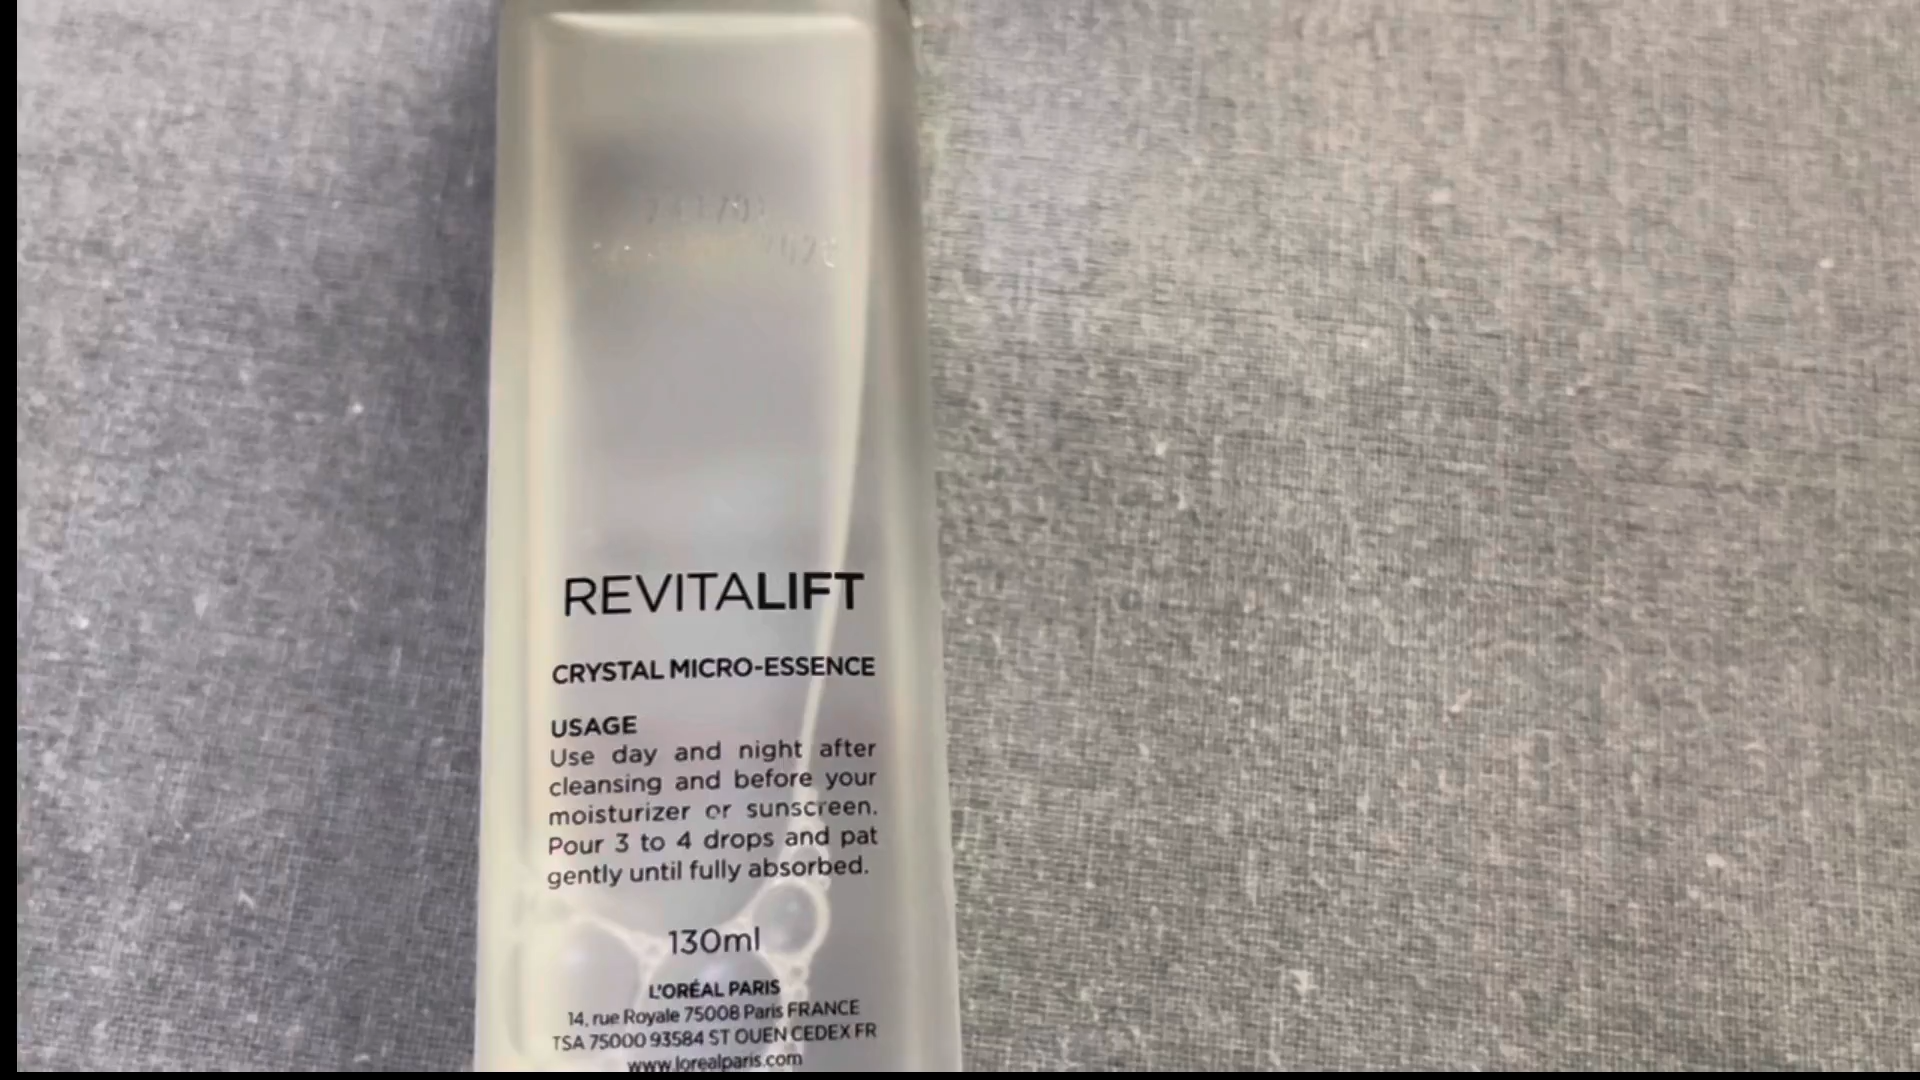 REVITALIFT
CRYSTAL MICRO-ESSENCE
USAGE
Use day and night after
cleansing and before your
moisturizer or sunscreen.
Pour 3 to 4 drops and pat
gently until fully absorbed.
130ml
L'ORÉAL PARIS
14, rue Royale 75008 Paris FRANCE
TSA 75000 93584 ST OUEN CEDEX FR
www.lorealparis.com